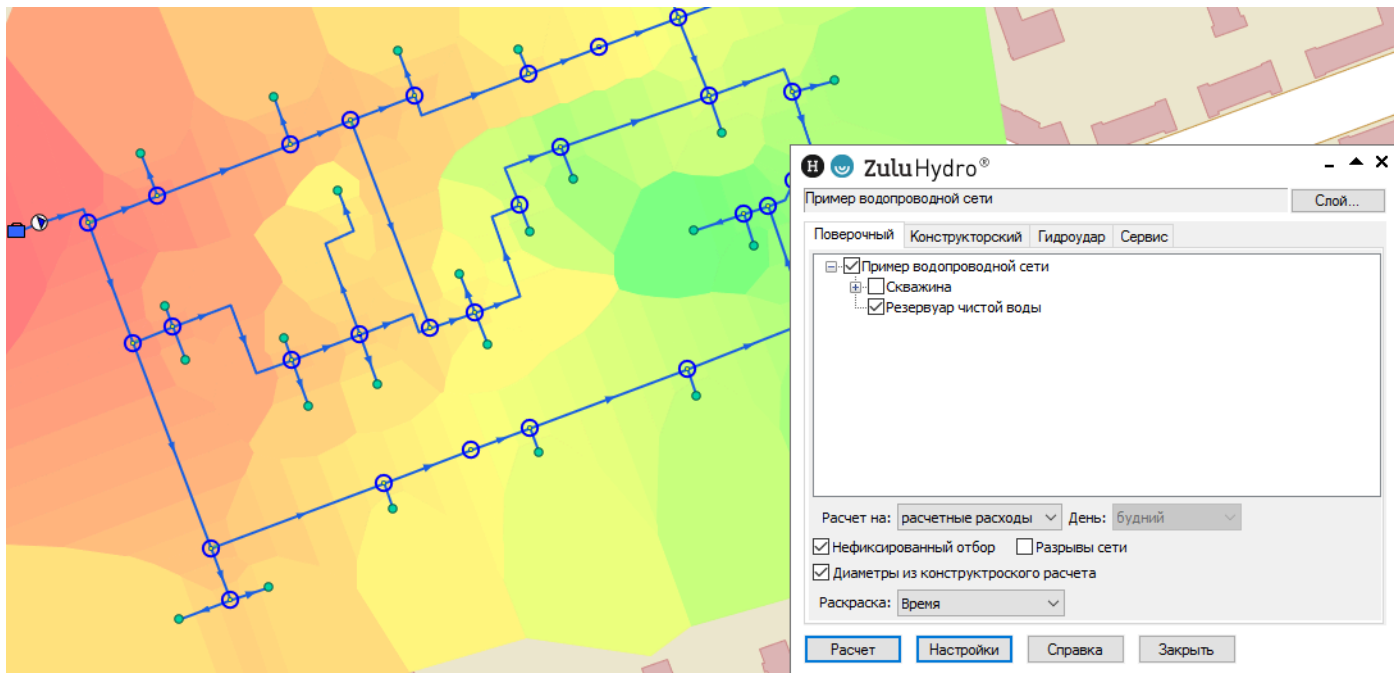 H ZuluHydro®
Пример водопроводной сети Слой...
Поверочный Конструкторский Гидроудар Сервис
Пример водопроводной сети
Скважина
Резервуар чистой воды
Расчет на: расчетные расходы День: будний
Нефиксированный отбор Разрывы сети
Диаметры из конструктроского расчета
Раскраска: Время
Расчет Настройки Справка Закрыть